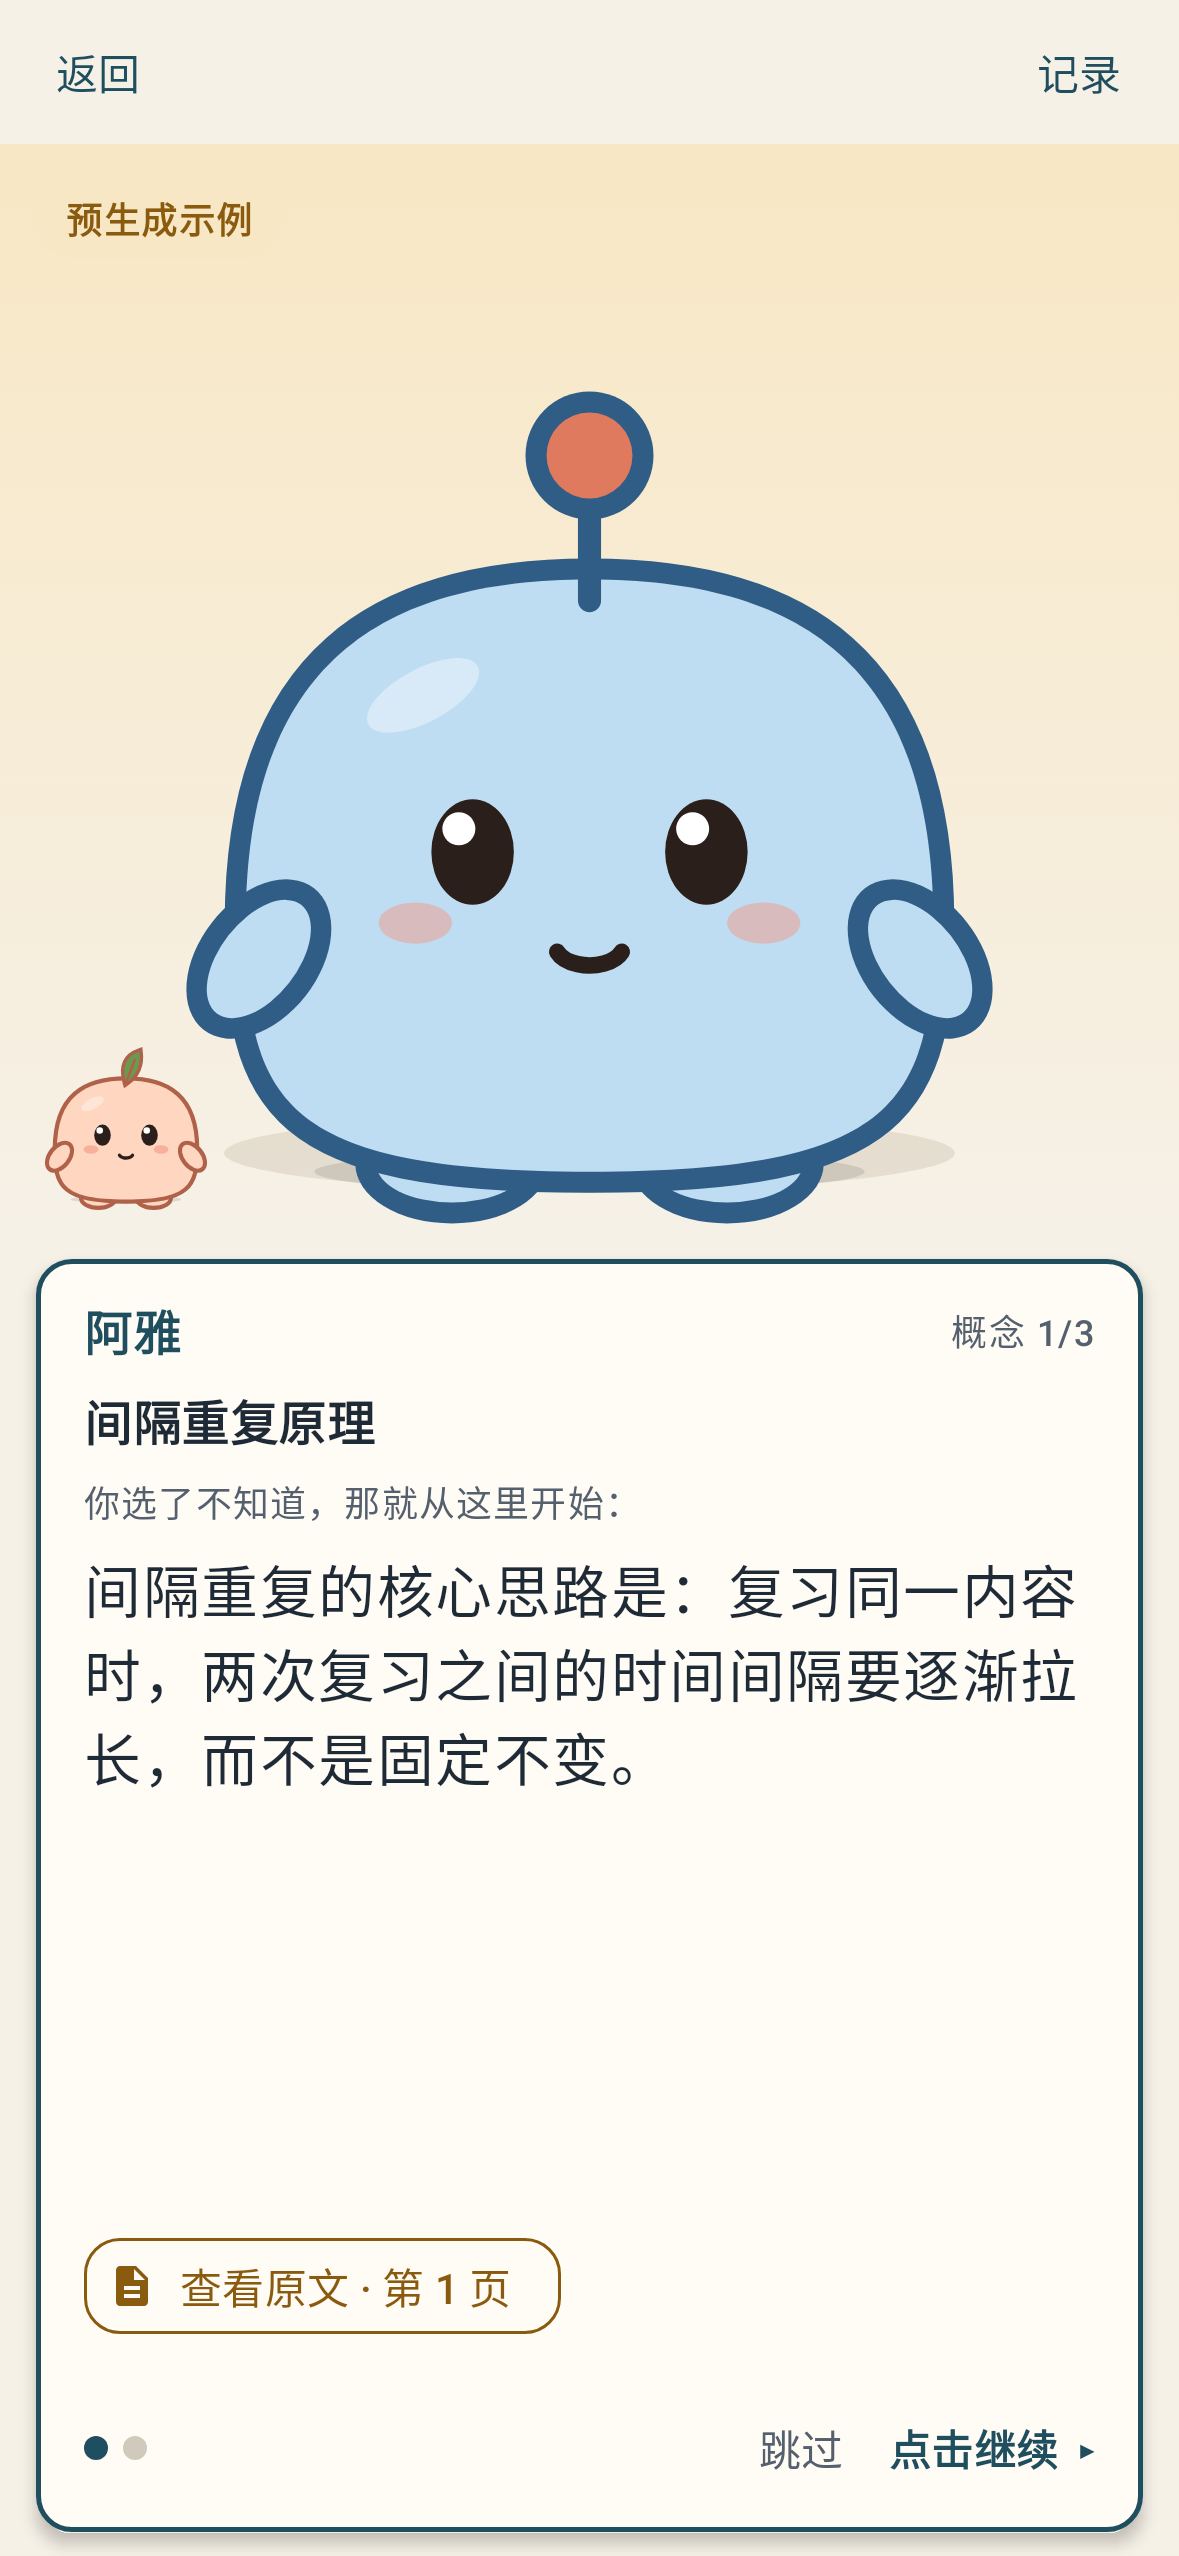 返回
记录
预生成示例
阿雅
概念 1/3
间隔重复原理
你选了不知道，那就从这里开始：
间隔重复的核心思路是：复习同一内容
时，两次复习之间的时间间隔要逐渐拉
长，而不是固定不变。
查看原文 · 第 1 页
跳过
点击继续 ▸